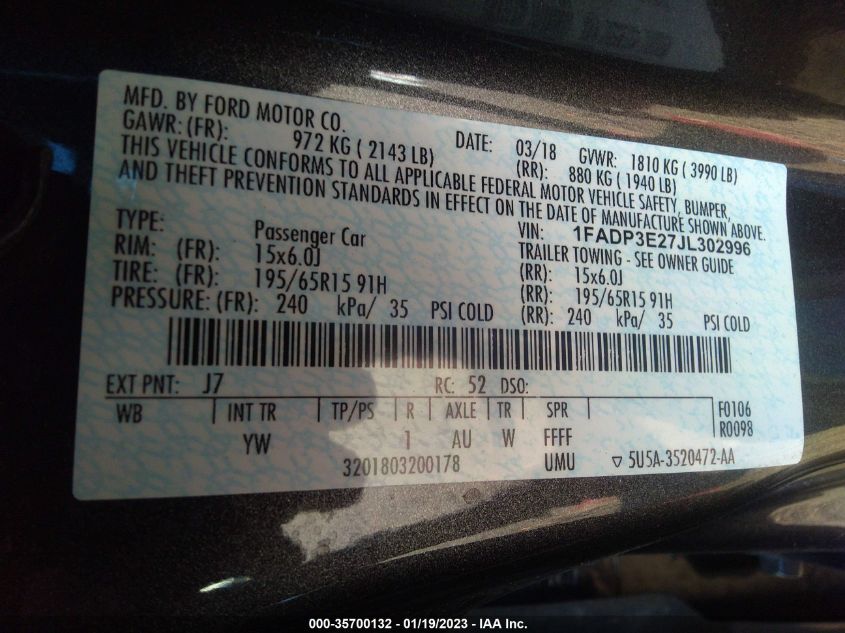 MFD. BY FORD MOTOR CO. DATE: 03/18 GVWR: 1810 KG ( 3990 LB)
GAWR: (FR): 972 KG ( 2143 LB) (RR): 880 KG ( 1940 LB)
THIS VEHICLE CONFORMS TO ALL APPLICABLE FEDERAL MOTOR VEHICLE SAFETY, BUMPER,
AND THEFT PREVENTION STANDARDS IN EFFECT ON THE DATE OF MANUFACTURE SHOWN ABOVE.
VIN: 1FADP3E27JL302996
TYPE: Passenger Car TRAILER TOWING - SEE OWNER GUIDE
RIM: (FR): 15x6.0J (RR): 15x6.0J
TIRE: (FR): 195/65R15 91H (RR): 195/65R15 91H
PRESSURE: (FR): 240 kPa/ 35 PSI COLD (RR): 240 kPa/ 35 PSI COLD
EXT PNT: J7 RC: 52 DSO:
WB INT TR TP/PS R AXLE TR SPR F0106
YW 1 AU W FFFF R0098
3201803200178 UMU ▽ 5U5A-3520472-AA
000-35700132 - 01/19/2023 - IAA Inc.